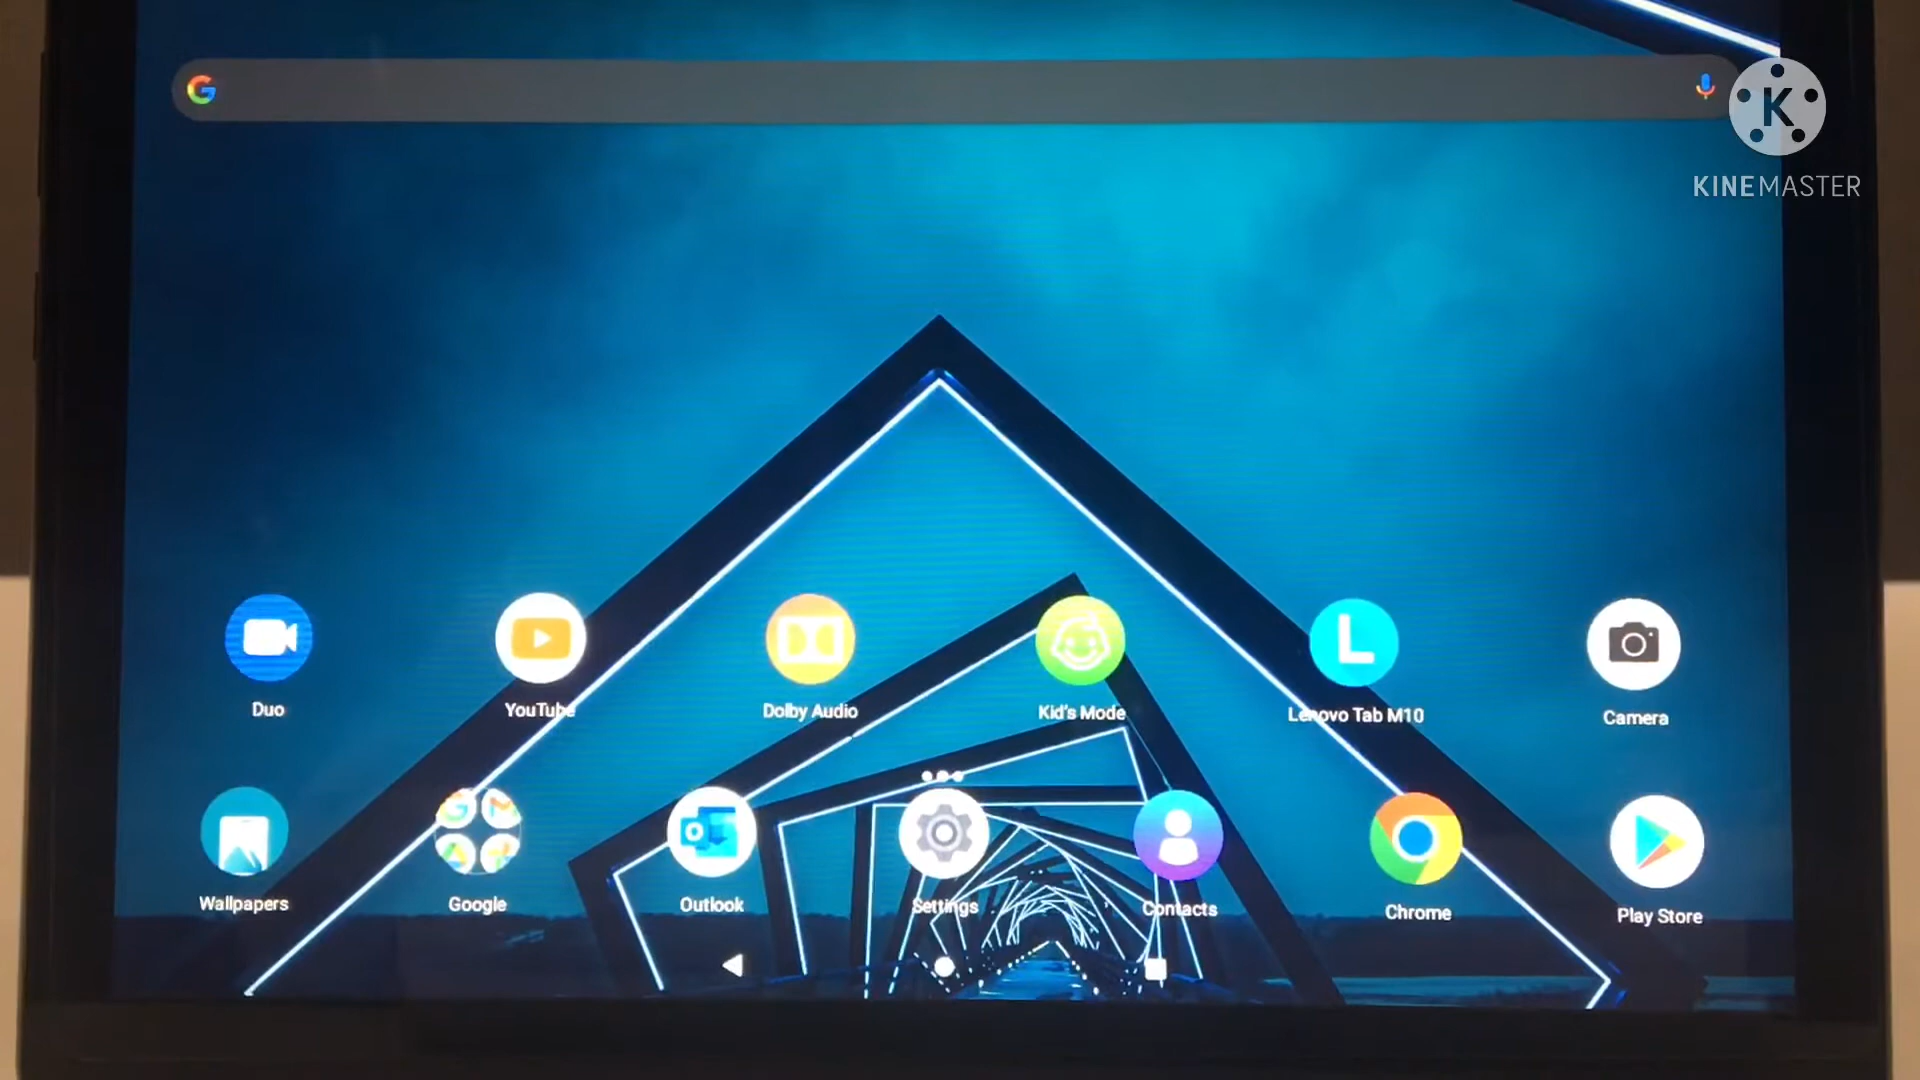 KINEMASTER
Duo
YouTube
Dolby Audio
Kid's Mode
Lenovo Tab M10
Camera
Wallpapers
Google
Outlook
Settings
Contacts
Chrome
Play Store